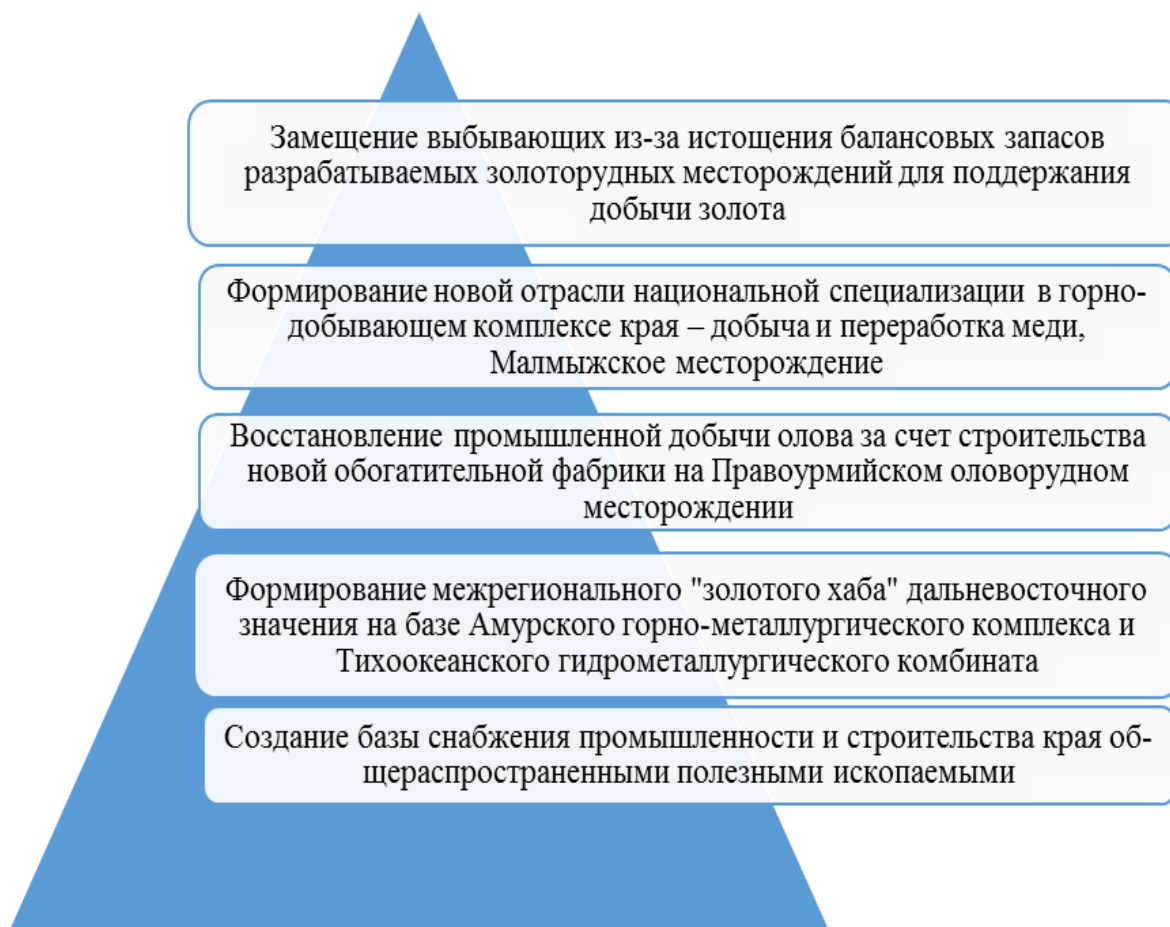 Замещение выбывающих из-за истощения балансовых запасов
разрабатываемых золоторудных месторождений для поддержания
добычи золота
Формирование новой отрасли национальной специализации в горно-
добывающем комплексе края – добыча и переработка меди,
Малмыжское месторождение
Восстановление промышленной добычи олова за счет строительства
новой обогатительной фабрики на Правоурмийском оловорудном
месторождении
Формирование межрегионального "золотого хаба" дальневосточного
значения на базе Амурского горно-металлургического комплекса и
Тихоокеанского гидрометаллургического комбината
Создание базы снабжения промышленности и строительства края об-
щераспространенными полезными ископаемыми